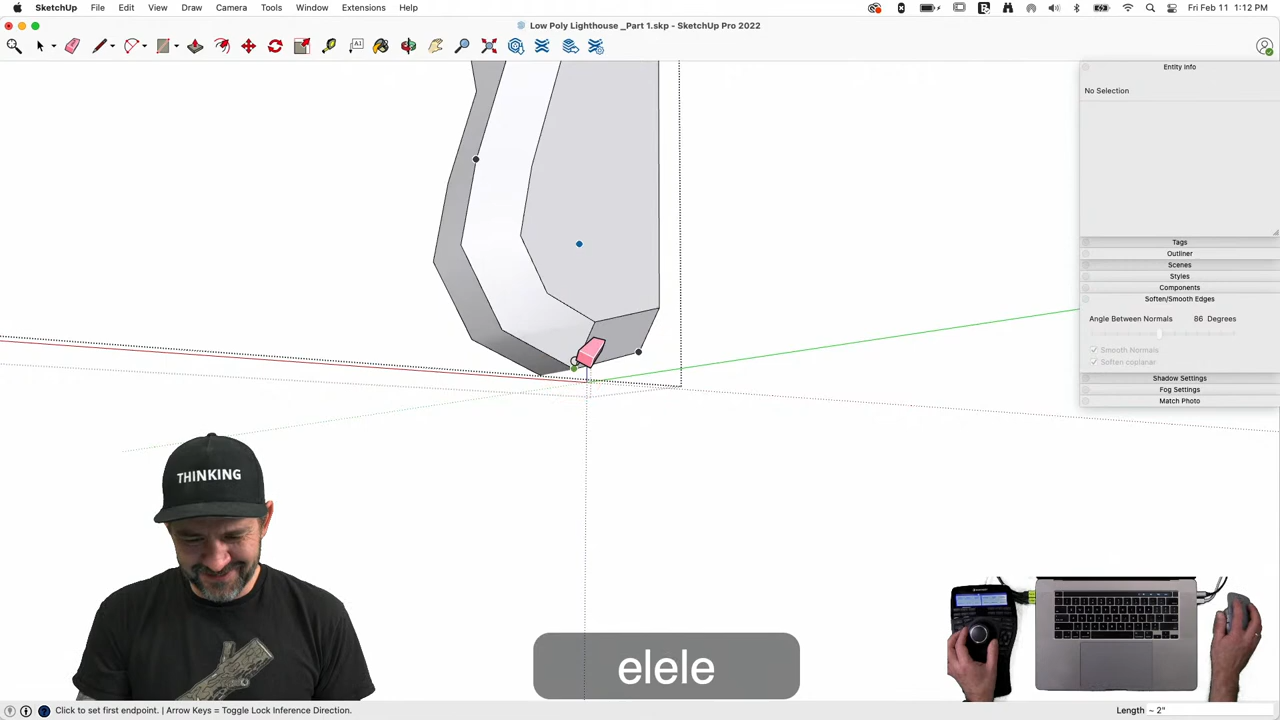 SketchUp File Edit View Draw Camera Tools Window Extensions Help Fri Feb 11 1:12 PM
Low Poly Lighthouse _Part 1.skp - SketchUp Pro 2022
Entity Info
No Selection
Tags
Outliner
Scenes
Styles
Components
Soften/Smooth Edges
Angle Between Normals 86 Degrees
Smooth Normals
Soften coplanar
Shadow Settings
Fog Settings
Match Photo
THINKING
elele
Click to set first endpoint. | Arrow Keys = Toggle Lock Inference Direction. Length ~ 2"